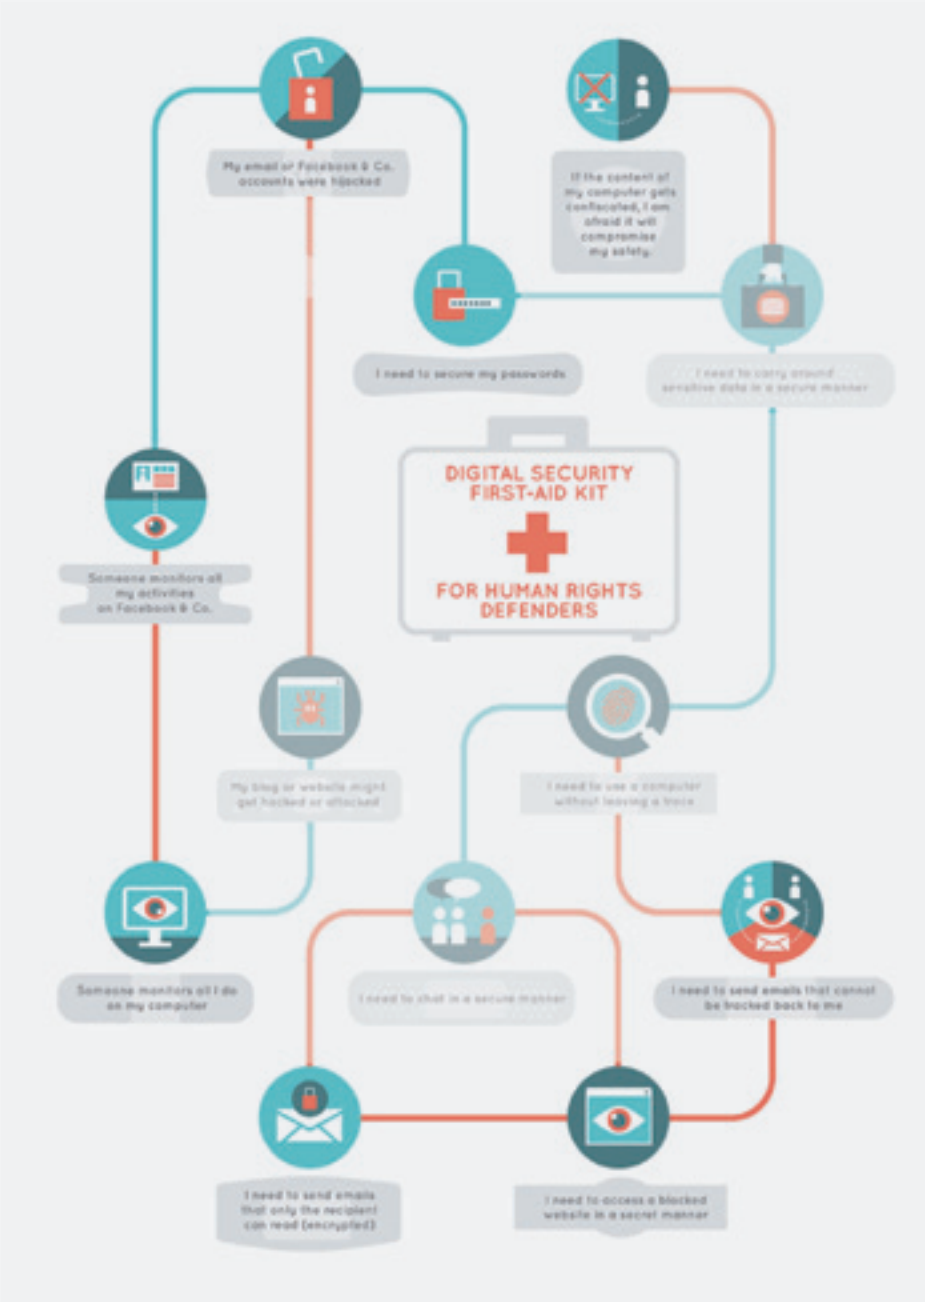 My email or Facebook & Co.
accounts were hijacked
If the content of
my computer gets
confiscated, I am
afraid it will
compromise
my safety.
I need to secure my passwords
I need to carry around
sensitive data in a secure manner
DIGITAL SECURITY
FIRST-AID KIT
FOR HUMAN RIGHTS
DEFENDERS
Someone monitors all
my activities
on Facebook & Co.
My blog or website might
get hacked or attacked
I need to use a computer
without leaving a trace
Someone monitors all I do
on my computer
I need to chat in a secure manner
I need to send emails that cannot
be tracked back to me
I need to send emails
that only the recipient
can read (encrypted)
I need to access a blocked
website in a secret manner